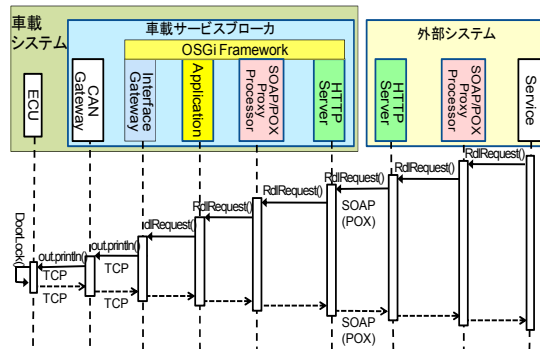 車載
システム
車載サービスブローカ
OSGi Framework
外部システム
ECU
CAN
Gateway
Interface
Gateway
Application
SOAP/POX
Proxy
Processor
HTTP
Server
HTTP
Server
SOAP/POX
Proxy
Processor
Service
RdlRequest()
RdlRequest()
RdlRequest()
RdlRequest()
RdlRequest()
dlRequest()
SOAP
(POX)
out.println()
TCP
out.println()
TCP
DoorLock()
TCP
TCP
SOAP
(POX)